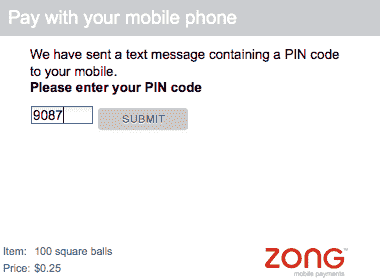 Pay with your mobile phone
We have sent a text message containing a PIN code
to your mobile.
Please enter your PIN code
9087
SUBMIT
Item: 100 square balls
Price: $0.25
ZONG™
mobile payments